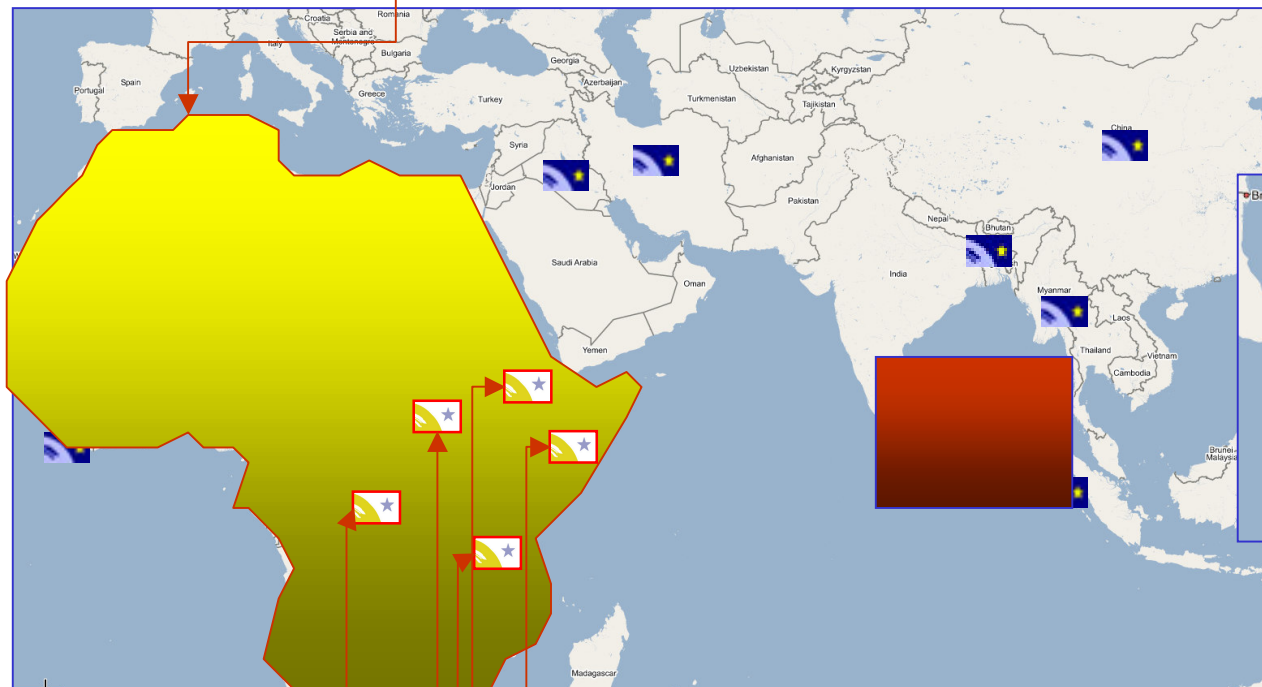 Romania
Croatia
Serbia and
Montenegro
Italy
Bulgaria
Georgia
Uzbekistan
Kyrgyzstan
Azerbaijan
Spain
Portugal
Greece
Turkey
Turkmenistan
Tajikistan
China
Syria
Afghanistan
Jordan
Pakistan
Nepal
Bhutan
Saudi Arabia
India
Oman
Myanmar
Laos
Yemen
Thailand
Vietnam
Cambodia
Brunei
Malaysia
Madagascar